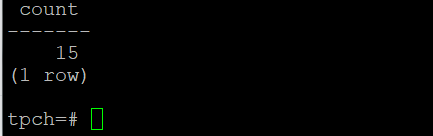 count
-------
15
(1 row)
tpch=#